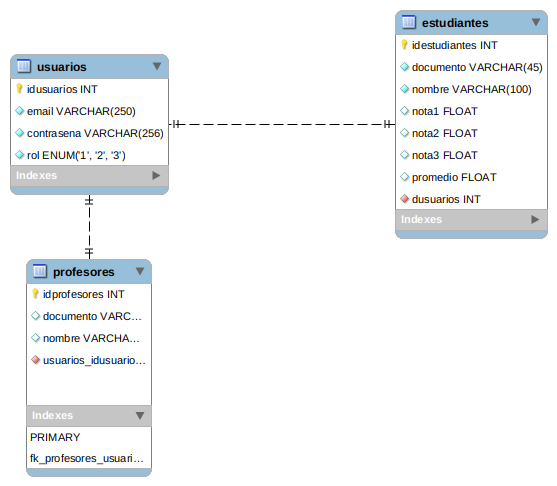 usuarios
idusuarios INT
email VARCHAR(250)
contrasena VARCHAR(256)
rol ENUM('1', '2', '3')
Indexes
estudiantes
idestudiantes INT
documento VARCHAR(45)
nombre VARCHAR(100)
nota1 FLOAT
nota2 FLOAT
nota3 FLOAT
promedio FLOAT
dusuarios INT
Indexes
profesores
idprofesores INT
documento VARC...
nombre VARCHA...
usuarios_idusuario...
Indexes
PRIMARY
fk_profesores_usuari...